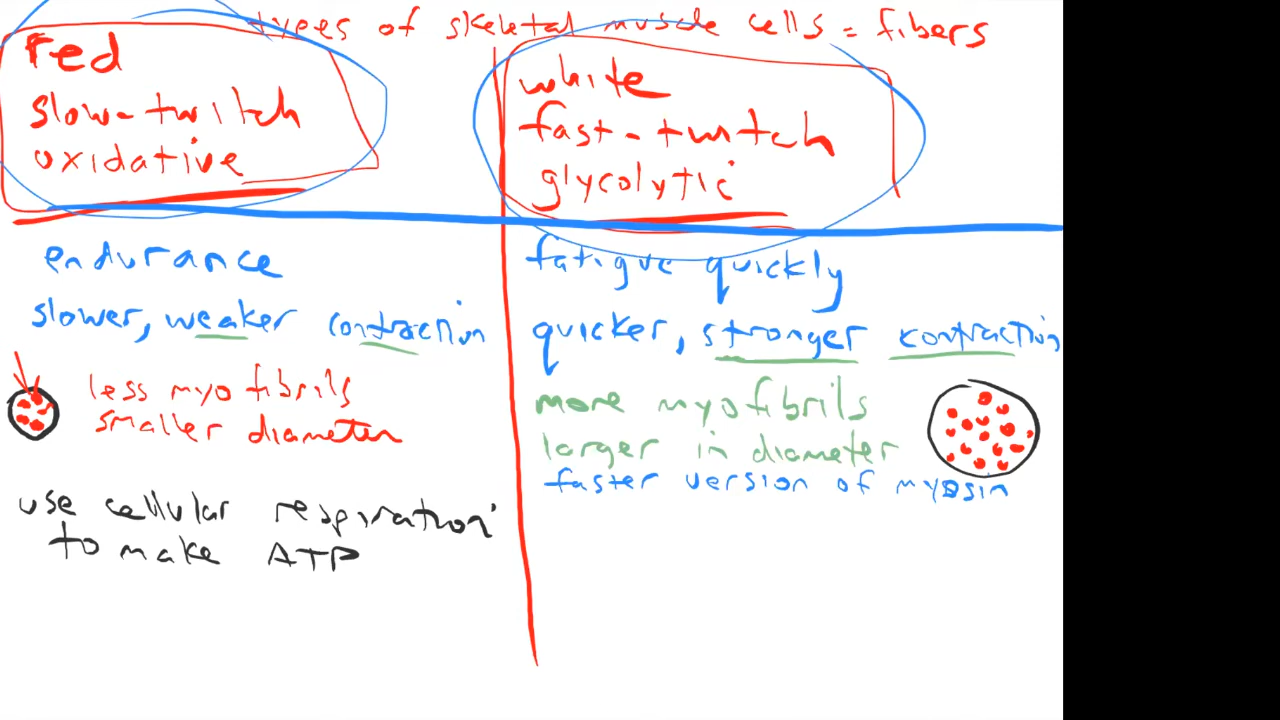 types of skeletal muscle cells = fibers
red
slow-twitch
oxidative
white
fast-twitch
glycolytic
endurance
slower, weaker contraction
less myofibrils
smaller diameter
use cellular respiration
to make ATP
fatigue quickly
quicker, stronger contraction
more myofibrils
larger in diameter
faster version of myosin